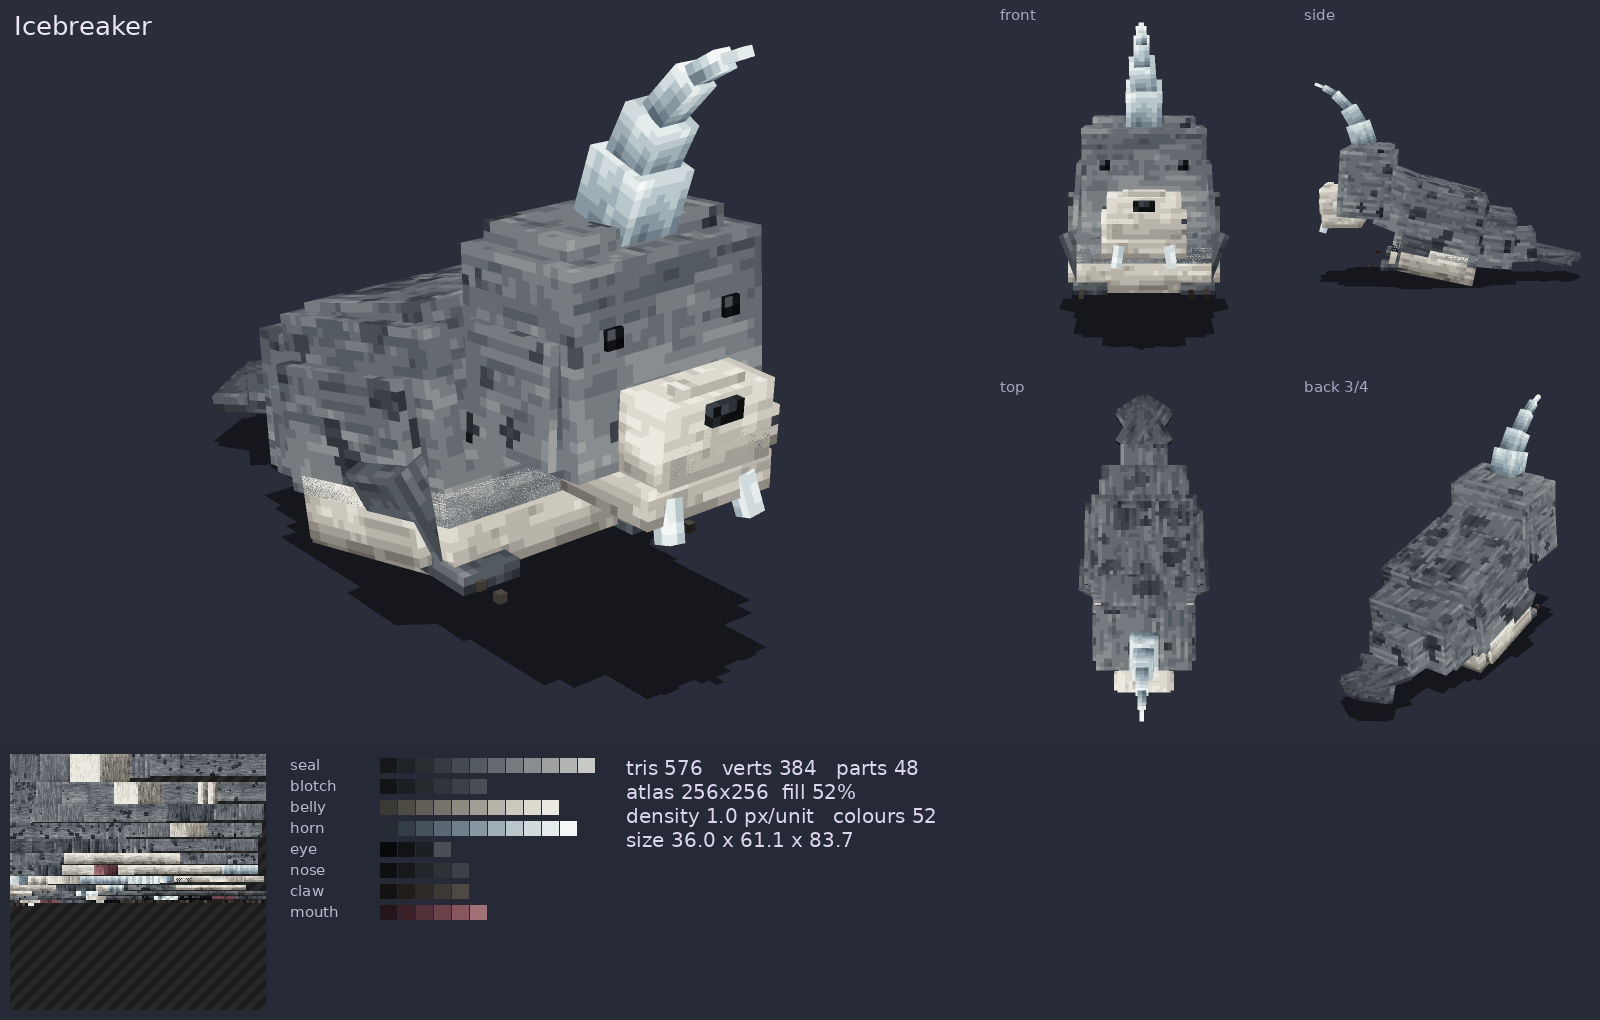 Icebreaker
front
side
top
back 3/4
seal
blotch
belly
horn
eye
nose
claw
mouth
tris 576 verts 384 parts 48
atlas 256x256 fill 52%
density 1.0 px/unit colours 52
size 36.0 x 61.1 x 83.7